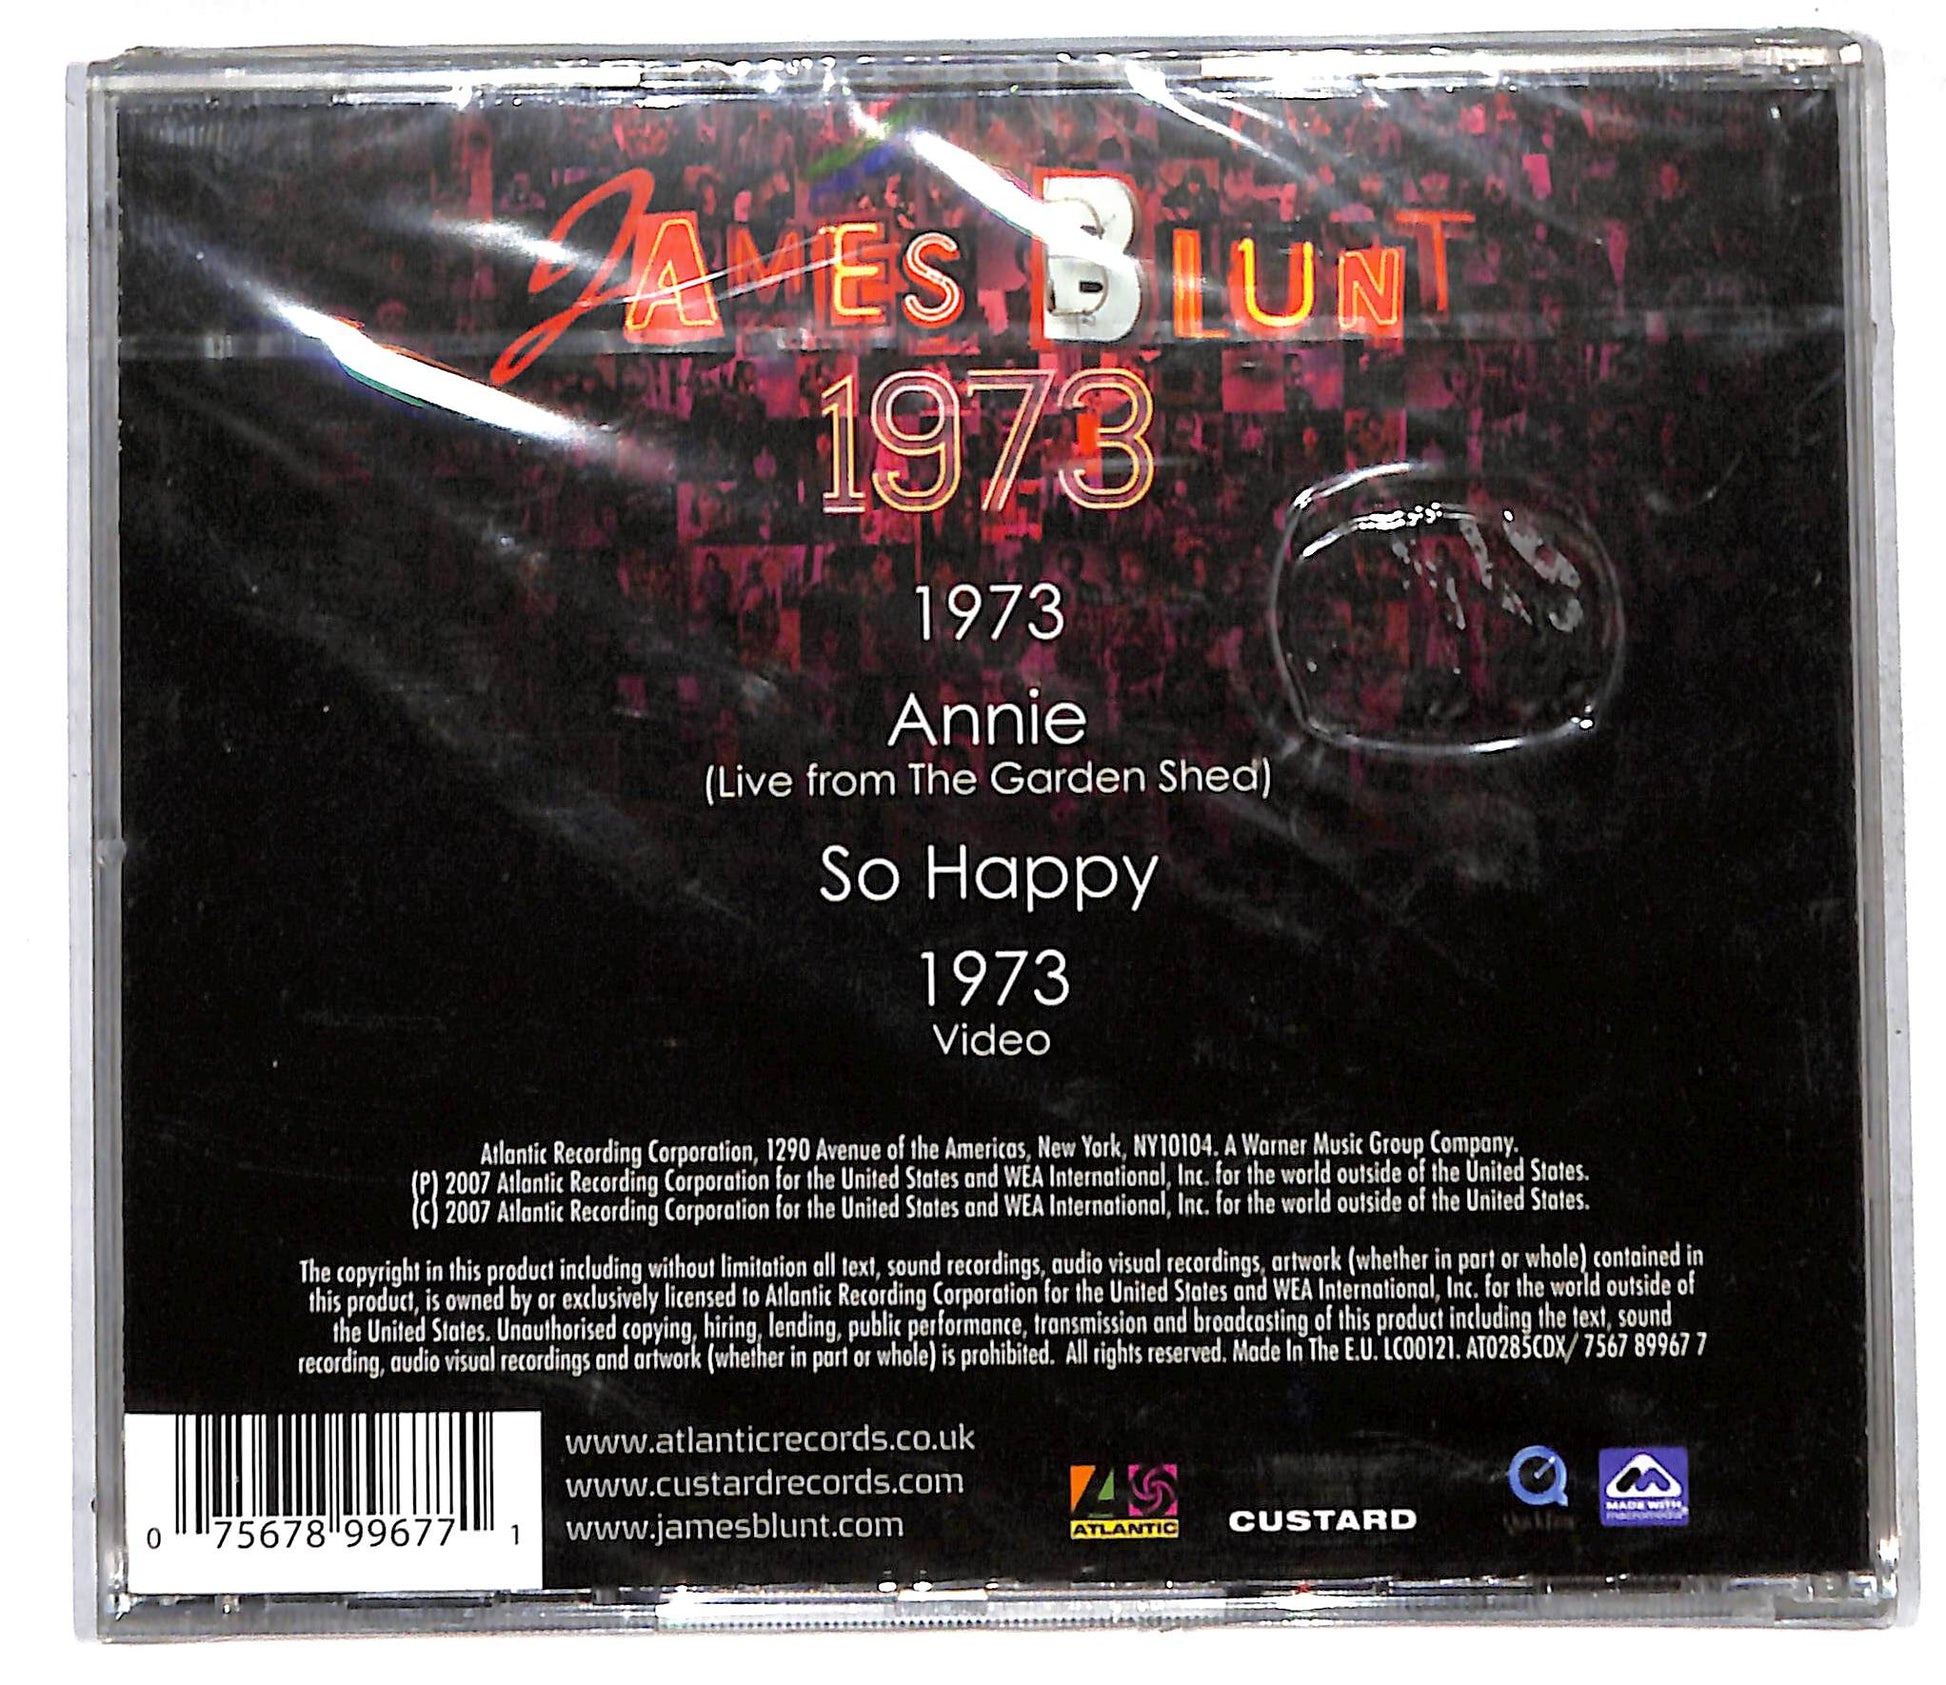 JAMES BLUNT
1973
1973
Annie
(Live from The Garden Shed)
So Happy
1973
Video
Atlantic Recording Corporation, 1290 Avenue of the Americas, New York, NY10104. A Warner Music Group Company.
(P) 2007 Atlantic Recording Corporation for the United States and WEA International, Inc. for the world outside of the United States.
(C) 2007 Atlantic Recording Corporation for the United States and WEA International, Inc. for the world outside of the United States.
The copyright in this product including without limitation all text, sound recordings, audio visual recordings, artwork (whether in part or whole) contained in
this product, is owned by or exclusively licensed to Atlantic Recording Corporation for the United States and WEA International, Inc. for the world outside of
the United States. Unauthorised copying, hiring, lending, public performance, transmission and broadcasting of this product including the text, sound
recording, audio visual recordings and artwork (whether in part or whole) is prohibited. All rights reserved. Made In The E.U. LC00121. AT0285CDX/ 7567 89967 7
www.atlanticrecords.co.uk
www.custardrecords.com
www.jamesblunt.com
0 75678 99677 1
ATLANTIC
CUSTARD
QuickTime
MADE WITH
macromedia